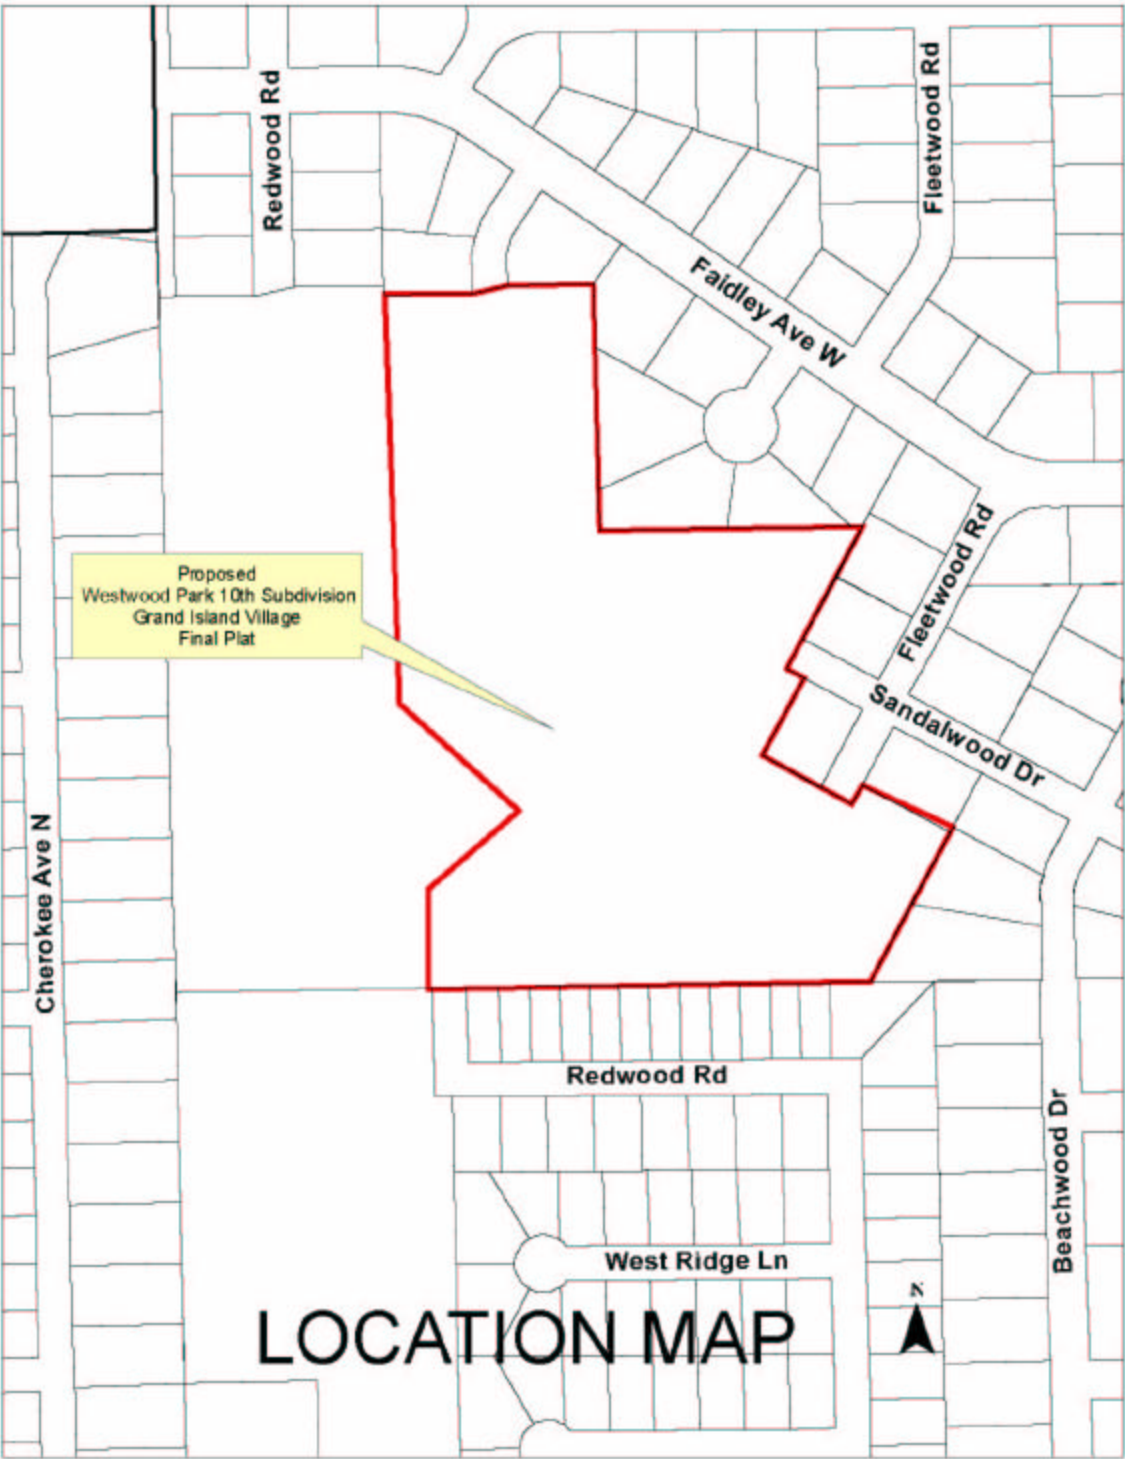 Redwood Rd
Fleetwood Rd
Faidley Ave W
Fleetwood Rd
Proposed
Westwood Park 10th Subdivision
Grand Island Village
Final Plat
Sandalwood Dr
Cherokee Ave N
Redwood Rd
Beachwood Dr
West Ridge Ln
N
LOCATION MAP